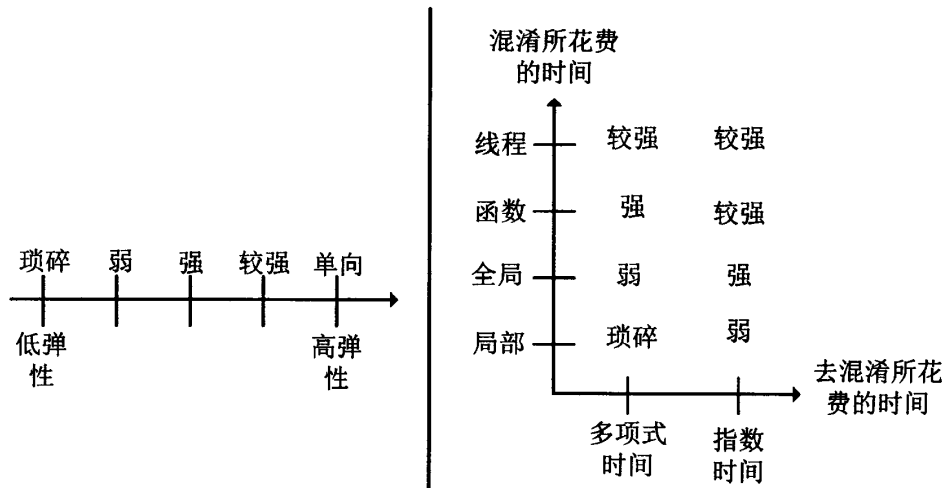 琐碎 弱 强 较强 单向
低弹
性
高弹
性
混淆所花费
的时间
线程 较强 较强
函数 强 较强
全局 弱 强
局部 琐碎 弱
多项式
时间
指数
时间
去混淆所花
费的时间